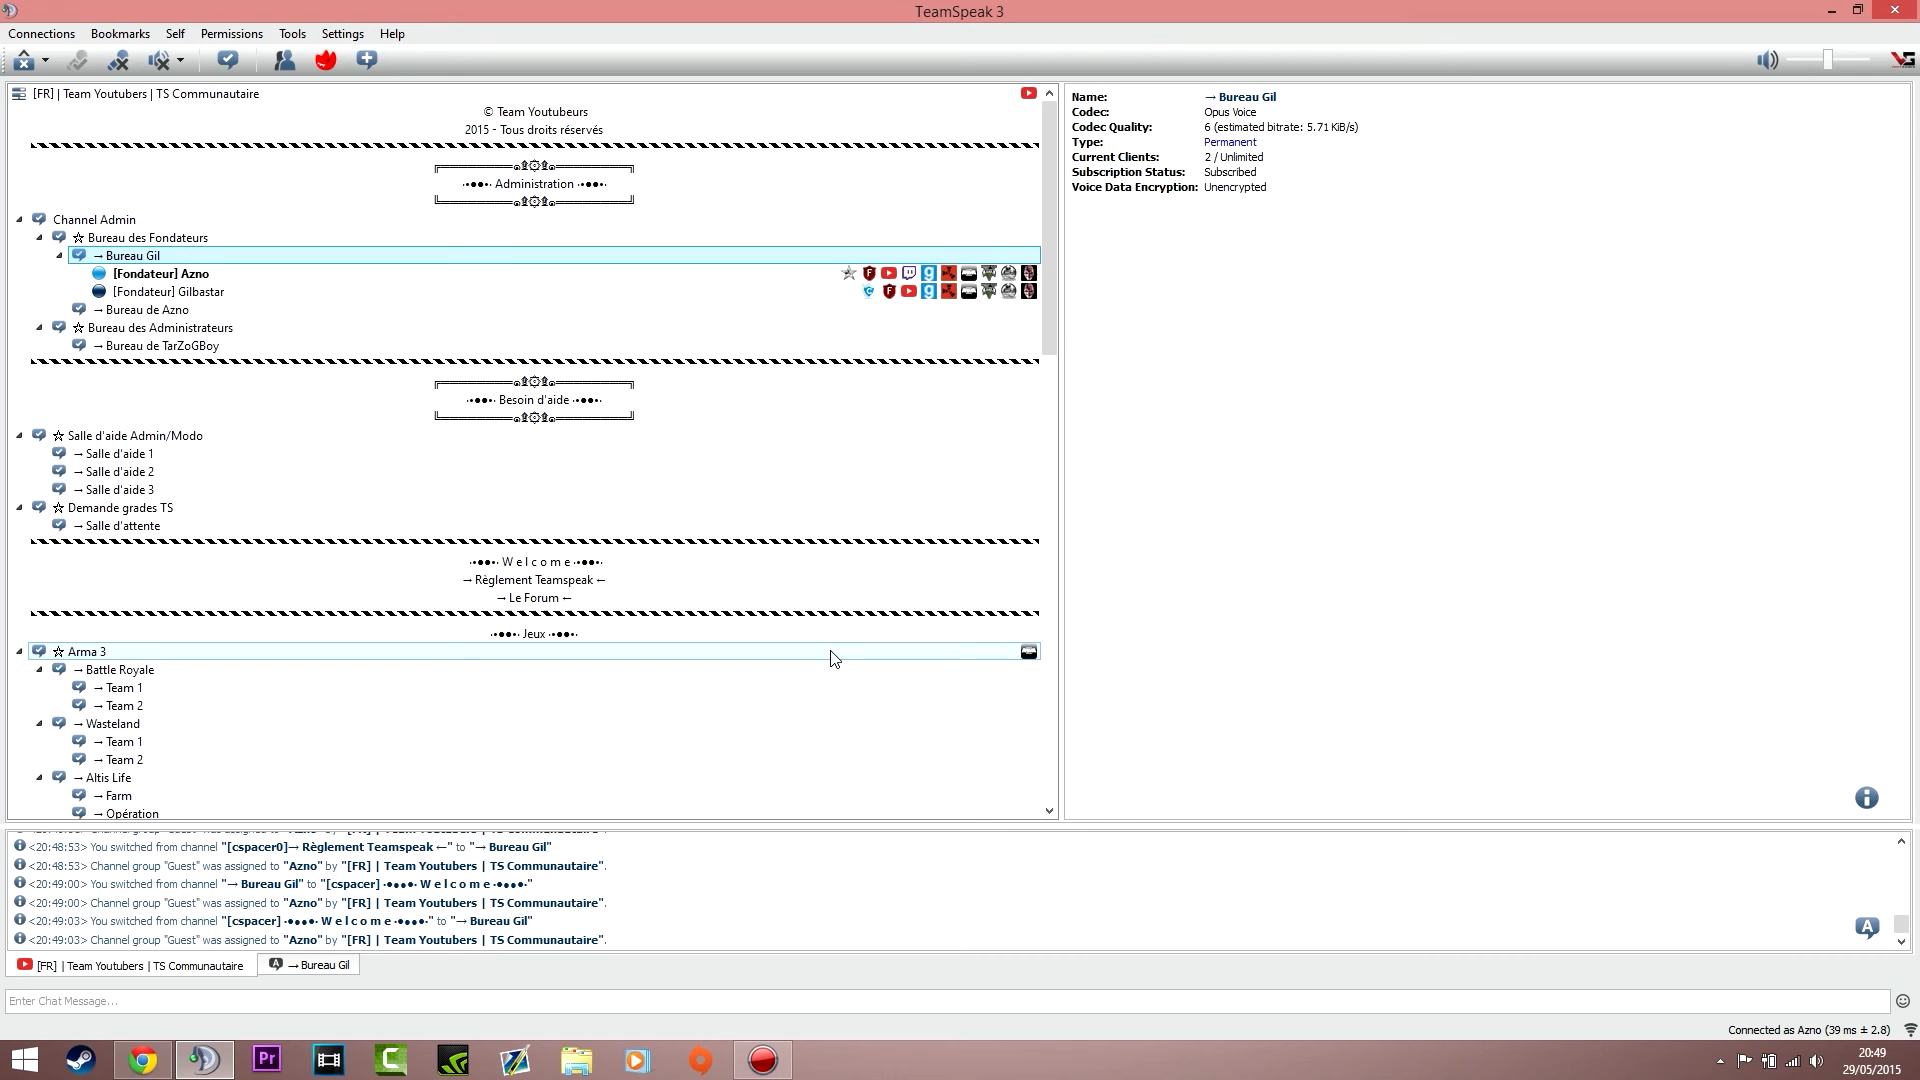 TeamSpeak 3
Connections Bookmarks Self Permissions Tools Settings Help
[FR] | Team Youtubers | TS Communautaire
© Team Youtubeurs
2015 - Tous droits réservés
·•●●•· Administration ·•●●•·
Channel Admin
☆ Bureau des Fondateurs
→ Bureau Gil
[Fondateur] Azno
[Fondateur] Gilbastar
→ Bureau de Azno
☆ Bureau des Administrateurs
→ Bureau de TarZoGBoy
·•●●•· Besoin d'aide ·•●●•·
☆ Salle d'aide Admin/Modo
→ Salle d'aide 1
→ Salle d'aide 2
→ Salle d'aide 3
☆ Demande grades TS
→ Salle d'attente
·•●●•· W e l c o m e ·•●●•·
→ Règlement Teamspeak ←
→ Le Forum ←
·•●●•· Jeux ·•●●•·
☆ Arma 3
→ Battle Royale
→ Team 1
→ Team 2
→ Wasteland
→ Team 1
→ Team 2
→ Altis Life
→ Farm
→ Opération
Name: → Bureau Gil
Codec: Opus Voice
Codec Quality: 6 (estimated bitrate: 5.71 KiB/s)
Type: Permanent
Current Clients: 2 / Unlimited
Subscription Status: Subscribed
Voice Data Encryption: Unencrypted
<20:48:53> You switched from channel "[cspacer0]→ Règlement Teamspeak ←" to "→ Bureau Gil"
<20:48:53> Channel group "Guest" was assigned to "Azno" by "[FR] | Team Youtubers | TS Communautaire".
<20:49:00> You switched from channel "→ Bureau Gil" to "[cspacer] ·•●●•· W e l c o m e ·•●●•·"
<20:49:00> Channel group "Guest" was assigned to "Azno" by "[FR] | Team Youtubers | TS Communautaire".
<20:49:03> You switched from channel "[cspacer] ·•●●•· W e l c o m e ·•●●•·" to "→ Bureau Gil"
<20:49:03> Channel group "Guest" was assigned to "Azno" by "[FR] | Team Youtubers | TS Communautaire".
[FR] | Team Youtubers | TS Communautaire
→ Bureau Gil
Enter Chat Message...
Connected as Azno (39 ms ± 2.8)
Pr
20:49
29/05/2015